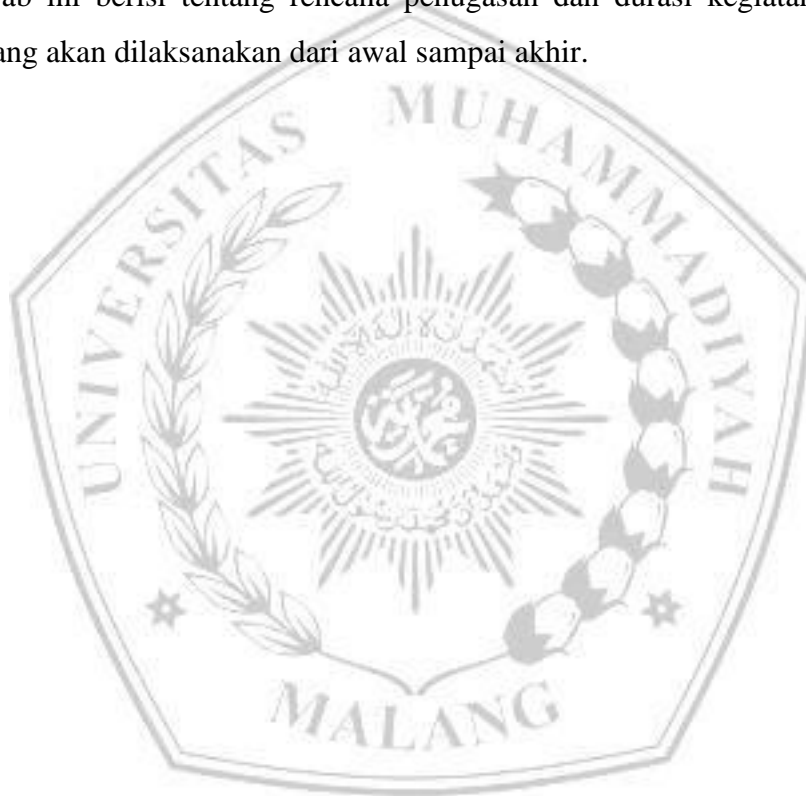 ab ini berisi tentang rencana penugasan dan durasi kegiatan
ang akan dilaksanakan dari awal sampai akhir.
UNIVERSITAS MUHAMMADIYAH
MALANG